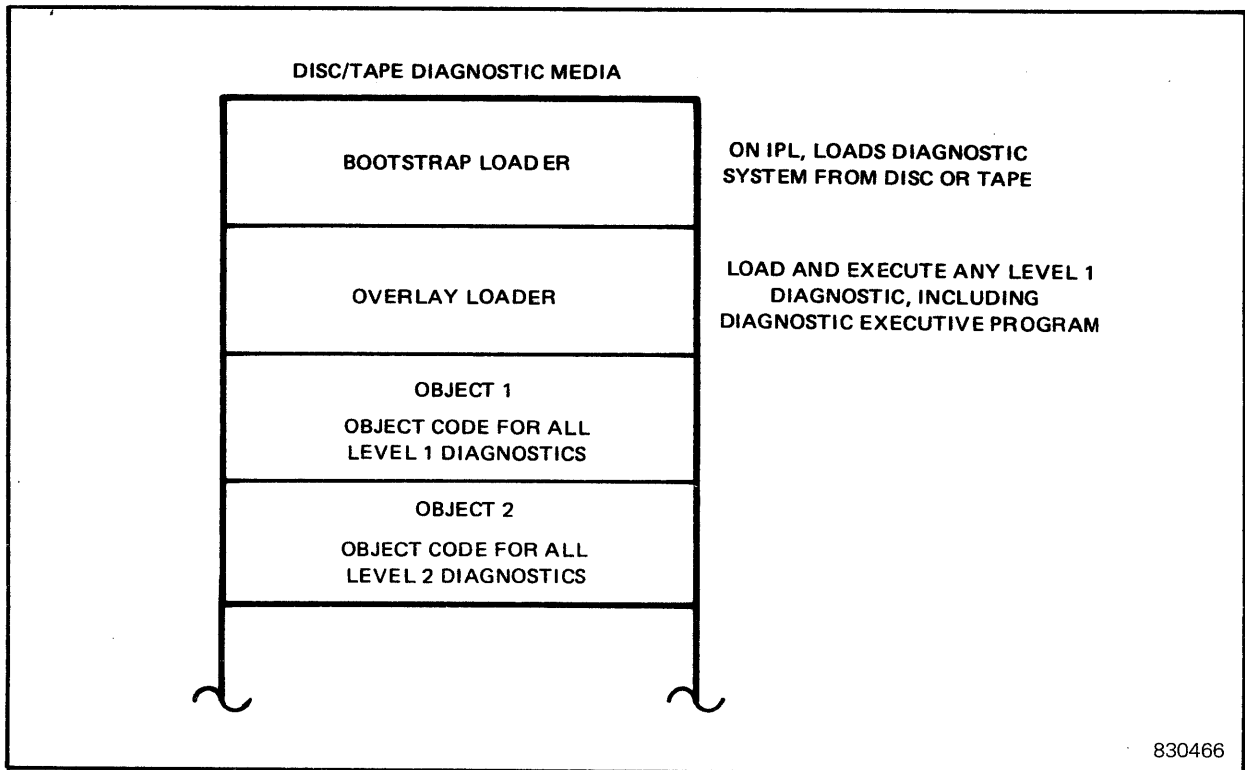 DISC/TAPE DIAGNOSTIC MEDIA
BOOTSTRAP LOADER
ON IPL, LOADS DIAGNOSTIC
SYSTEM FROM DISC OR TAPE
OVERLAY LOADER
LOAD AND EXECUTE ANY LEVEL 1
DIAGNOSTIC, INCLUDING
DIAGNOSTIC EXECUTIVE PROGRAM
OBJECT 1
OBJECT CODE FOR ALL
LEVEL 1 DIAGNOSTICS
OBJECT 2
OBJECT CODE FOR ALL
LEVEL 2 DIAGNOSTICS
830466